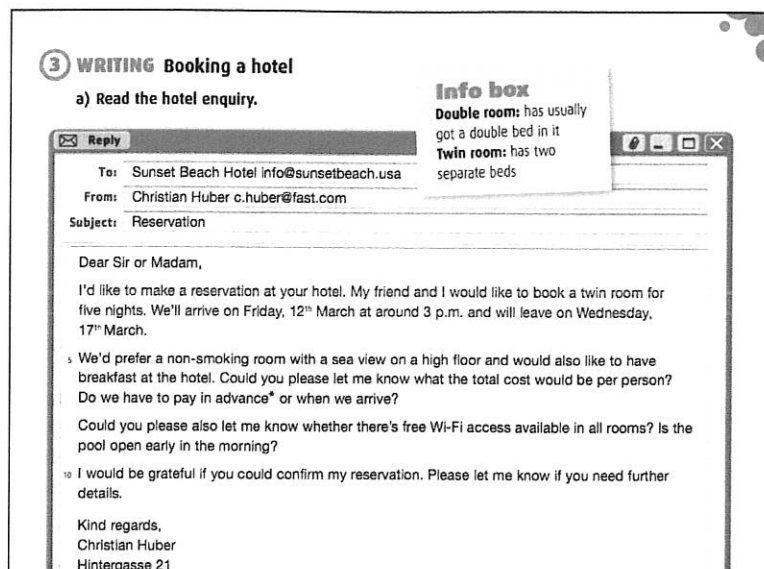 3 WRITING Booking a hotel
a) Read the hotel enquiry.
Info box
Double room: has usually
got a double bed in it
Twin room: has two
separate beds
Reply
To: Sunset Beach Hotel info@sunsetbeach.usa
From: Christian Huber c.huber@fast.com
Subject: Reservation
Dear Sir or Madam,
I'd like to make a reservation at your hotel. My friend and I would like to book a twin room for
five nights. We'll arrive on Friday, 12th March at around 3 p.m. and will leave on Wednesday,
17th March.
5 We'd prefer a non-smoking room with a sea view on a high floor and would also like to have
breakfast at the hotel. Could you please let me know what the total cost would be per person?
Do we have to pay in advance* or when we arrive?
Could you please also let me know whether there's free Wi-Fi access available in all rooms? Is the
pool open early in the morning?
10 I would be grateful if you could confirm my reservation. Please let me know if you need further
details.
Kind regards,
Christian Huber
Hintergasse 21